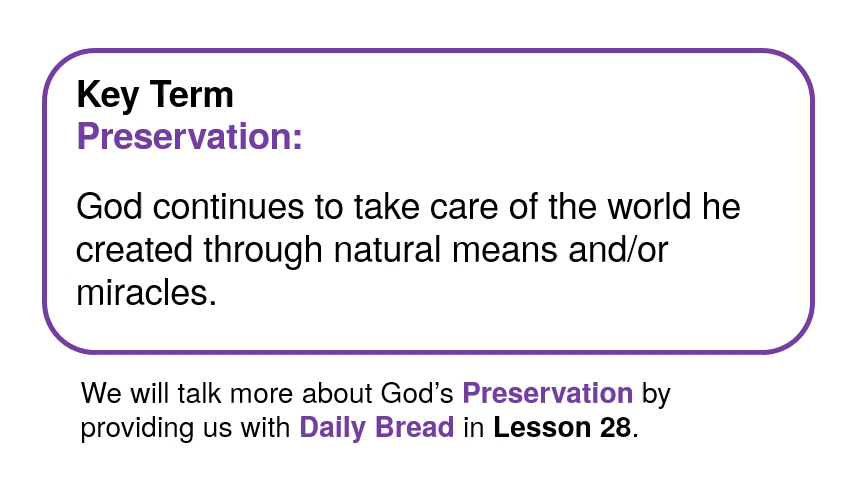 Key Term
Preservation:
God continues to take care of the world he
created through natural means and/or
miracles.
We will talk more about God’s Preservation by
providing us with Daily Bread in Lesson 28.